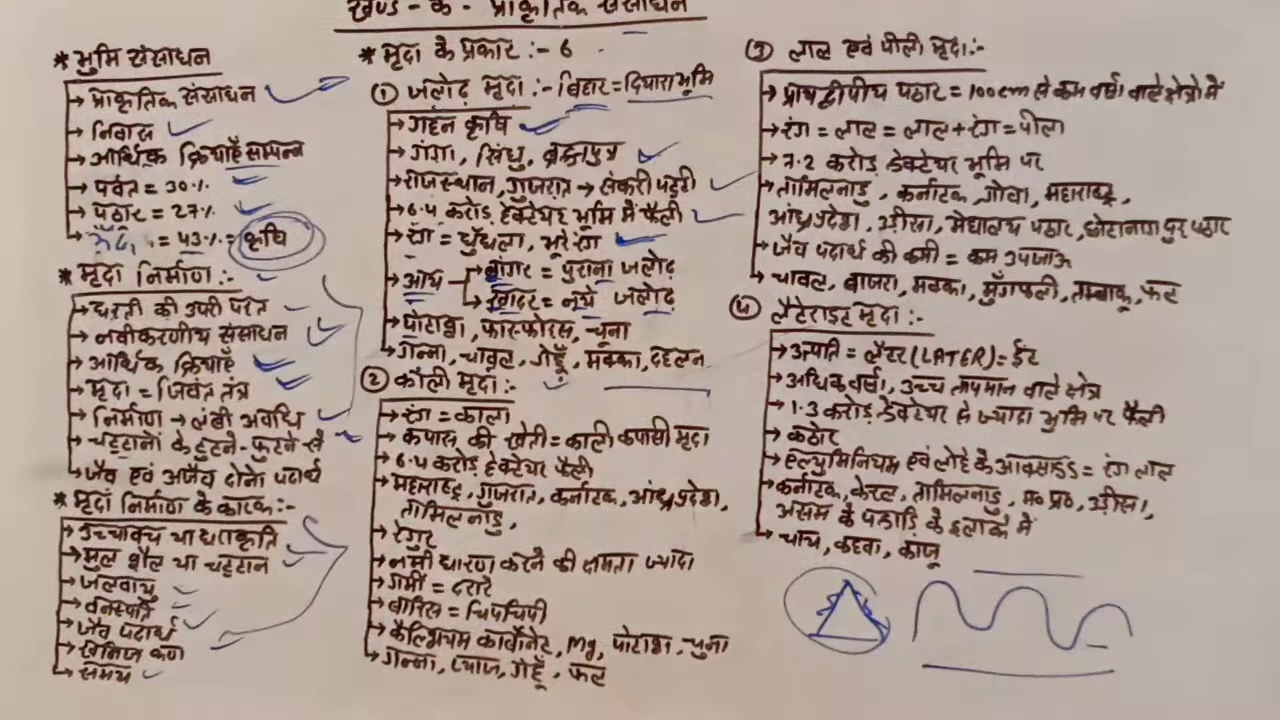 खण्ड - क - प्राकृतिक संसाधन
* भुमि संसाधन
→ प्राकृतिक संसाधन
→ निवास
→ आर्थिक क्रियाएँ सम्पन्न
→ पर्वत = 30%
→ पठार = 27%
→ = 43% = कृषि
* मृदा निर्माण :-
→ धरती की उपरी परत
→ नवीकरणीय संसाधन
→ आर्थिक क्रियाएँ
→ मृदा = जिवंत तंत्र
→ निर्माण → लंबी अवधि
→ चट्टानों के टुटने-फुटने से
→ जैव एवं अजैव दोनो पदार्थ
* मृदा निर्माण के कारक:-
→ उच्चावच या धराकृति
→ मुल शैल या चट्टान
→ जलवायु
→ वनस्पति
→ जैव पदार्थ
→ खनिज कण
→ समय
* मृदा के प्रकार :- 6
① जलोढ़ मृदा :- बिहार = दियारा भूमि
→ गहन कृषि
→ गंगा, सिंधु, ब्रह्मपुत्र
→ राजस्थान, गुजरात → संकरी पट्टी
→ 6.4 करोड़ हेक्टेयर भूमि में फैली
→ रंग = धुँधला, भूरे रंग
→ आयु
→ बांगर = पुराना जलोढ़
→ खादर = नये जलोढ़
→ पोटाश, फास्फोरस, चूना
→ गन्ना, चावल, गेहूँ, मक्का, दलहन
② काली मृदा :-
→ रंग = काला
→ कपास की खेती = काली कपासी मृदा
→ 6.4 करोड़ हेक्टेयर फैली
→ महाराष्ट्र, गुजरात, कर्नाटक, आंध्रप्रदेश,
तामिलनाडु,
→ रेगुर
→ नमी धारण करने की क्षमता ज्यादा
→ गर्मी = दरारे
→ बारिस = चिपचिपी
→ कैल्शियम कार्बोनेट, Mg, पोटाश, चुना
→ गन्ना, प्याज, गेहूँ, फल
③ लाल एवं पीली मृदा :-
→ प्रायद्वीपीय पठार = 100cm से कम वर्षा वाले क्षेत्रो में
→ रंग = लाल = लाल + रंग = पीला
→ 7.2 करोड़ हेक्टेयर भूमि पर
→ तामिलनाडु, कर्नाटक, गोवा, महाराष्ट्र,
आंध्रप्रदेश, उड़ीसा, मेघालय पठार, छोटानागपुर पठार
→ जैव पदार्थ की कमी = कम उपजाऊ
→ चावल, बाजरा, मक्का, मुँगफली, तम्बाकू, फल
④ लैटेराइट मृदा :-
→ उत्पति = लैटर (LATER) = ईंट
→ अधिक वर्षा, उच्च तापमान वाले क्षेत्र
→ 1.3 करोड़ हेक्टेयर से ज्यादा भुमि पर फैली
→ कठोर
→ एल्युमिनियम एवं लोहे के आक्साइड = रंग लाल
→ कर्नाटक, केरल, तामिलनाडु, म० प्र०, उड़ीसा,
असम के पहाड़ि के इलाके में
→ चाय, कहवा, काजू